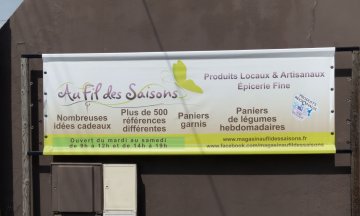 Au Fil des Saisons
Produits Locaux & Artisanaux
Épicerie Fine
Nombreuses
idées cadeaux
Plus de 500
références
différentes
Paniers
garnis
Paniers
de légumes
hebdomadaires
Ouvert du mardi au samedi
de 9h à 12h et de 14h à 19h
www.magasinaufildessaisons.fr
www.facebook.com/magasinaufildessaisons